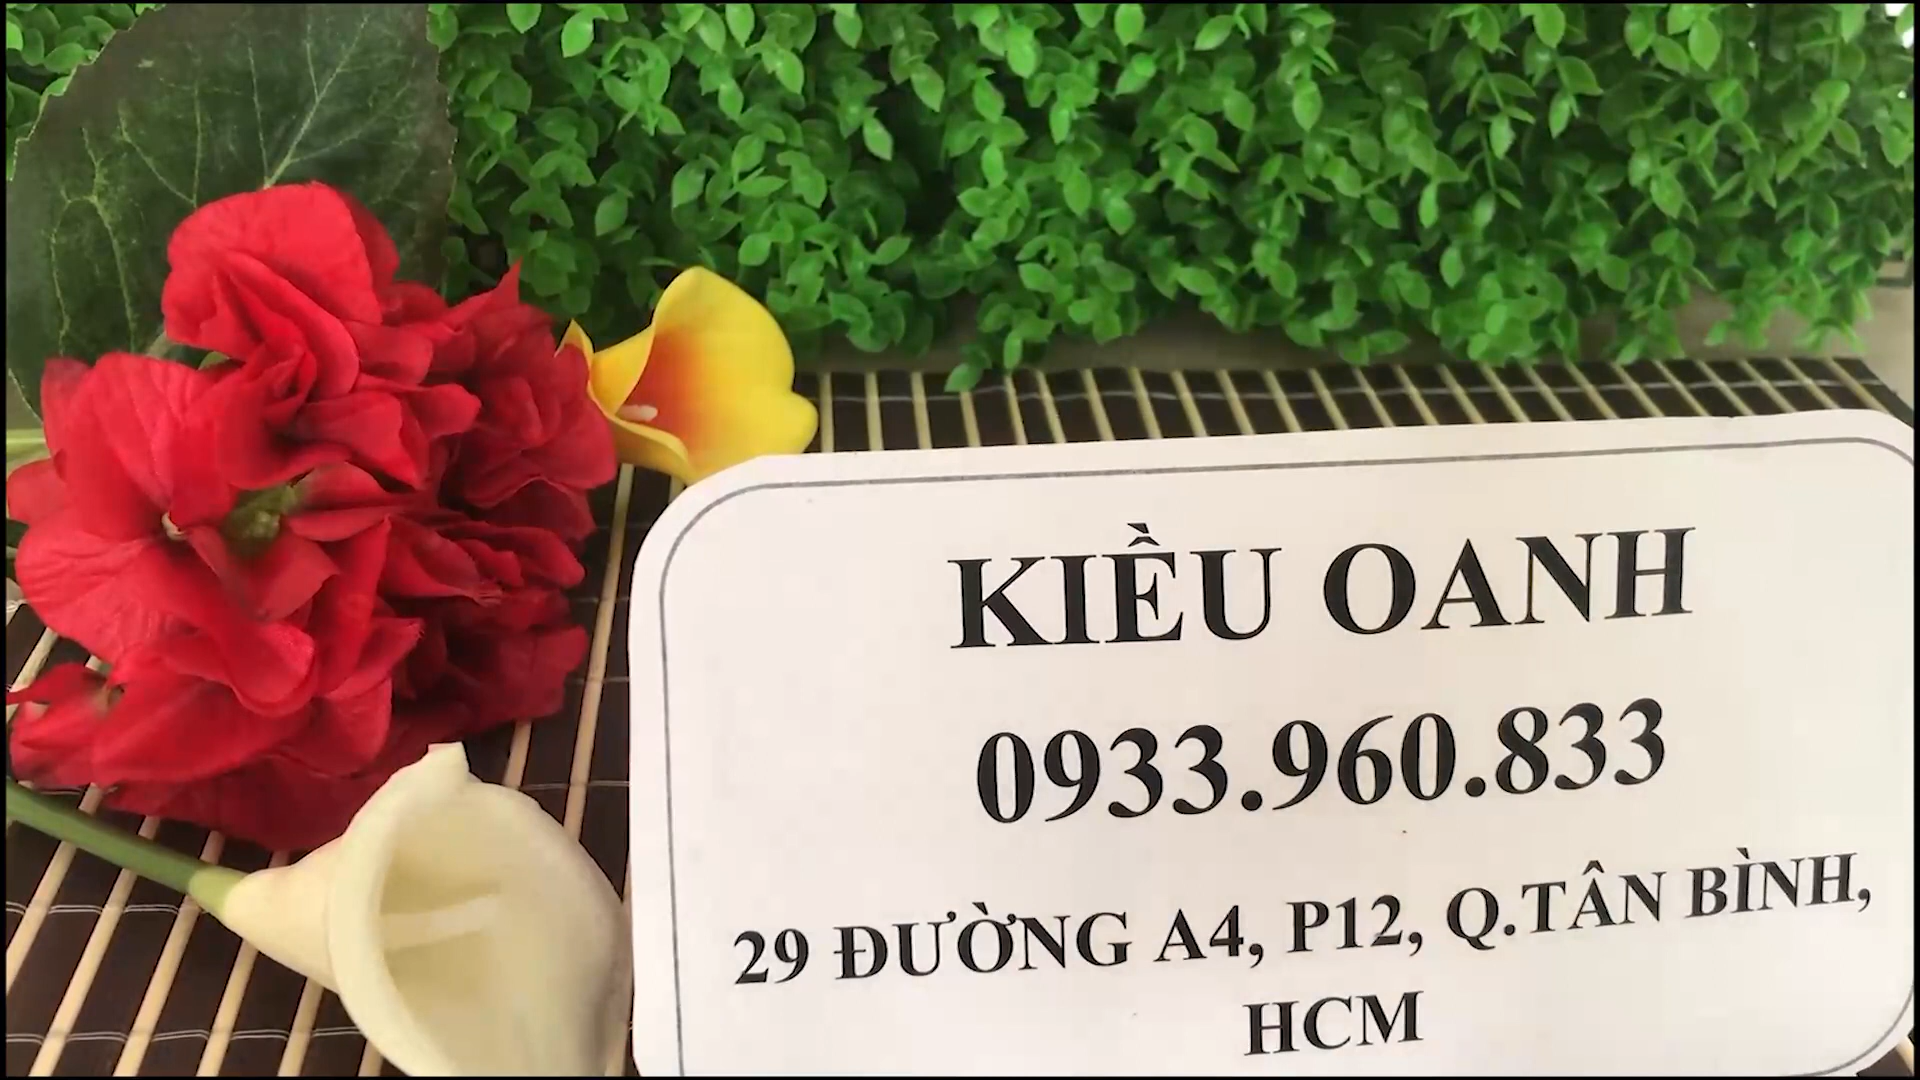 KIỀU OANH
0933.960.833
29 ĐƯỜNG A4, P12, Q.TÂN BÌNH,
HCM